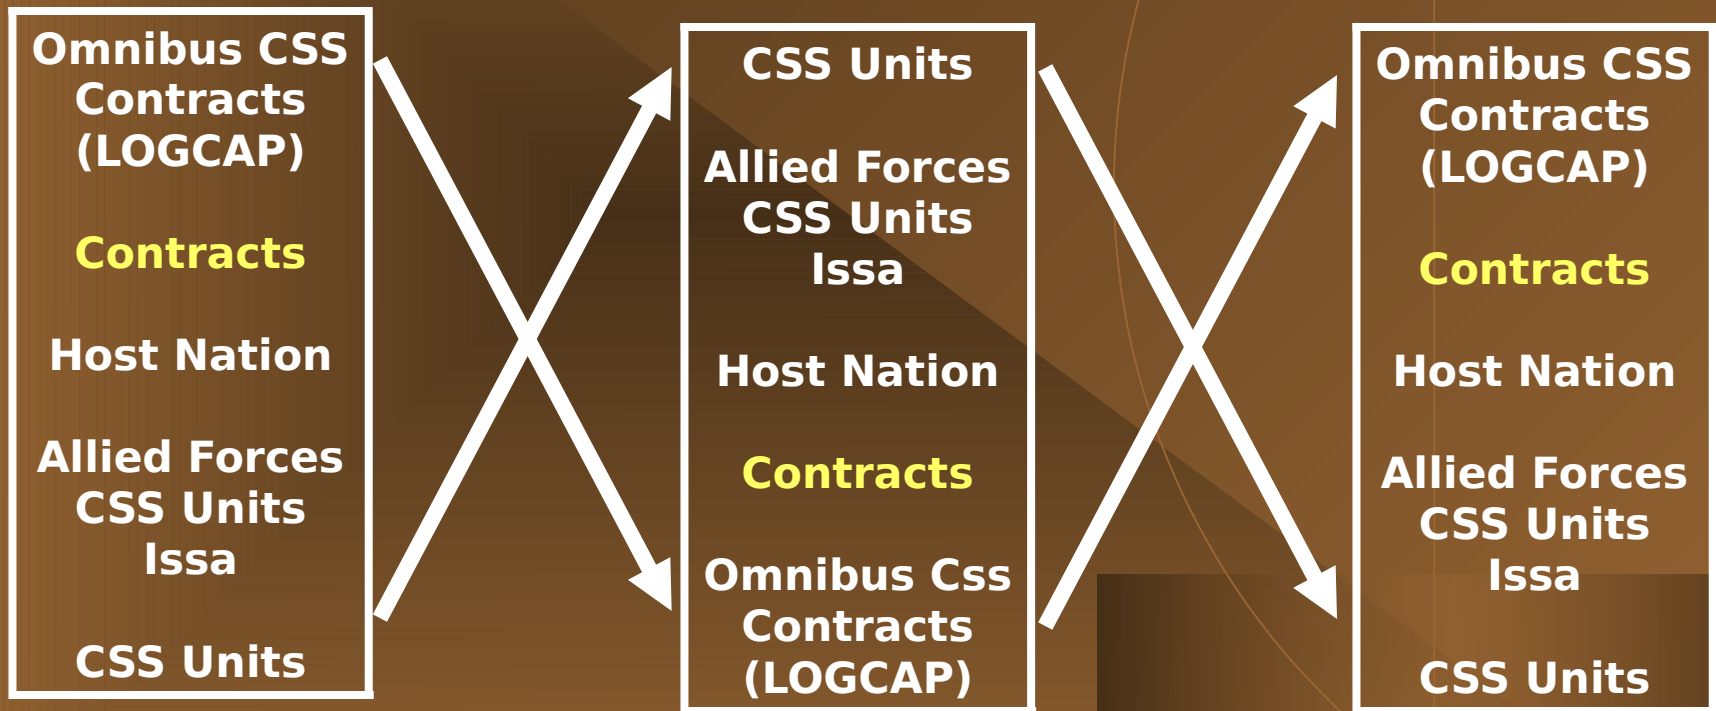 Omnibus CSS
Contracts
(LOGCAP)
Contracts
Host Nation
Allied Forces
CSS Units
Issa
CSS Units
CSS Units
Allied Forces
CSS Units
Issa
Host Nation
Contracts
Omnibus Css
Contracts
(LOGCAP)
Omnibus CSS
Contracts
(LOGCAP)
Contracts
Host Nation
Allied Forces
CSS Units
Issa
CSS Units